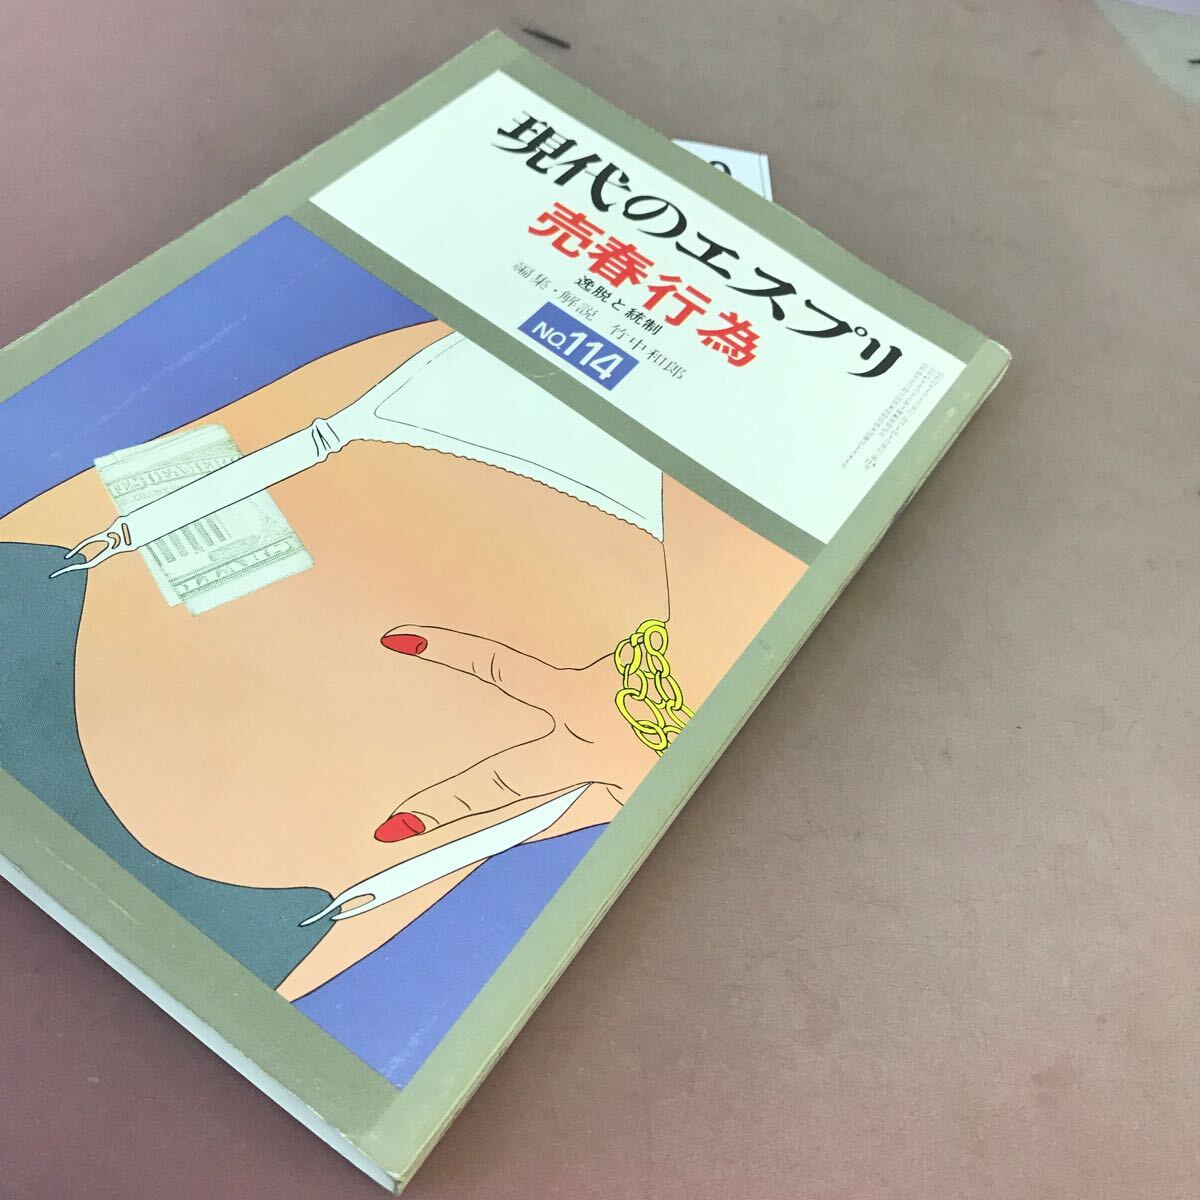 現代のエスプリ
売春行為
逸脱と統制
編集・解説 竹中和郎
NO.114